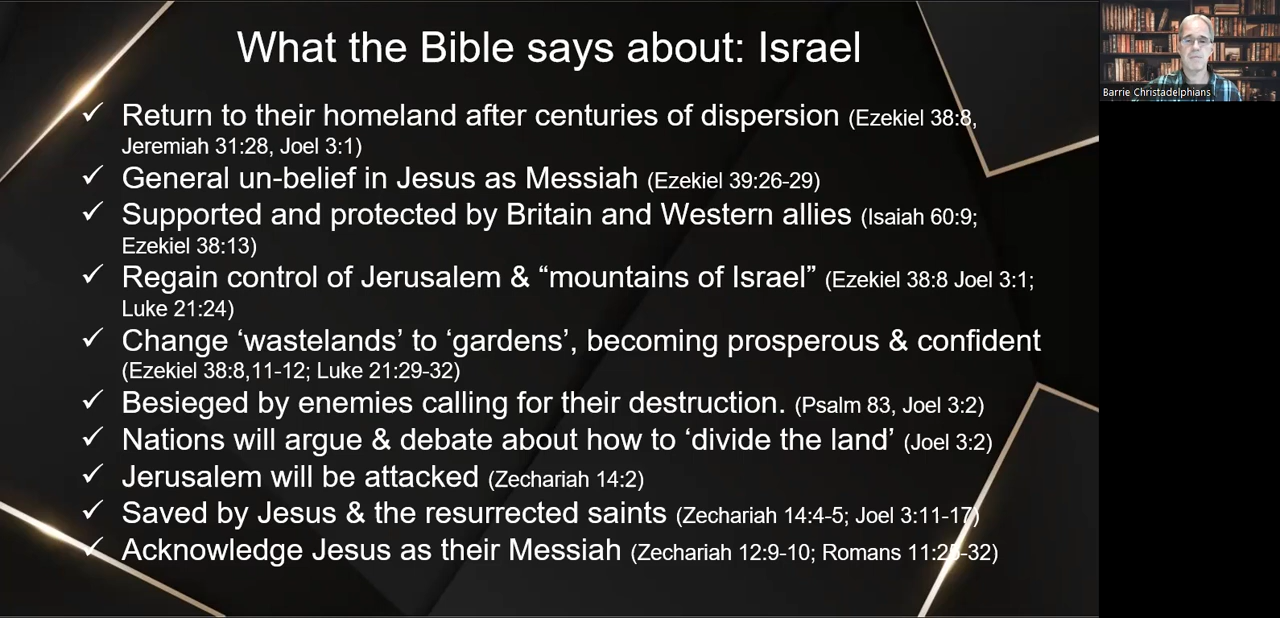 What the Bible says about: Israel
✓ Return to their homeland after centuries of dispersion (Ezekiel 38:8,
Jeremiah 31:28, Joel 3:1)
✓ General un-belief in Jesus as Messiah (Ezekiel 39:26-29)
✓ Supported and protected by Britain and Western allies (Isaiah 60:9;
Ezekiel 38:13)
✓ Regain control of Jerusalem & “mountains of Israel” (Ezekiel 38:8 Joel 3:1;
Luke 21:24)
✓ Change ‘wastelands’ to ‘gardens’, becoming prosperous & confident
(Ezekiel 38:8,11-12; Luke 21:29-32)
✓ Besieged by enemies calling for their destruction. (Psalm 83, Joel 3:2)
✓ Nations will argue & debate about how to ‘divide the land’ (Joel 3:2)
✓ Jerusalem will be attacked (Zechariah 14:2)
✓ Saved by Jesus & the resurrected saints (Zechariah 14:4-5; Joel 3:11-17)
✓ Acknowledge Jesus as their Messiah (Zechariah 12:9-10; Romans 11:25-32)
Barrie Christadelphians